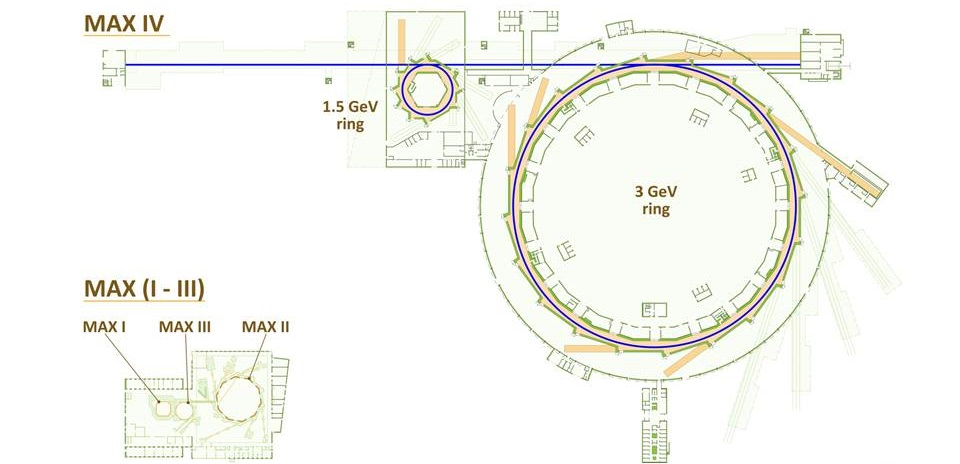 MAX IV
1.5 GeV
ring
3 GeV
ring
MAX (I - III)
MAX I
MAX III
MAX II